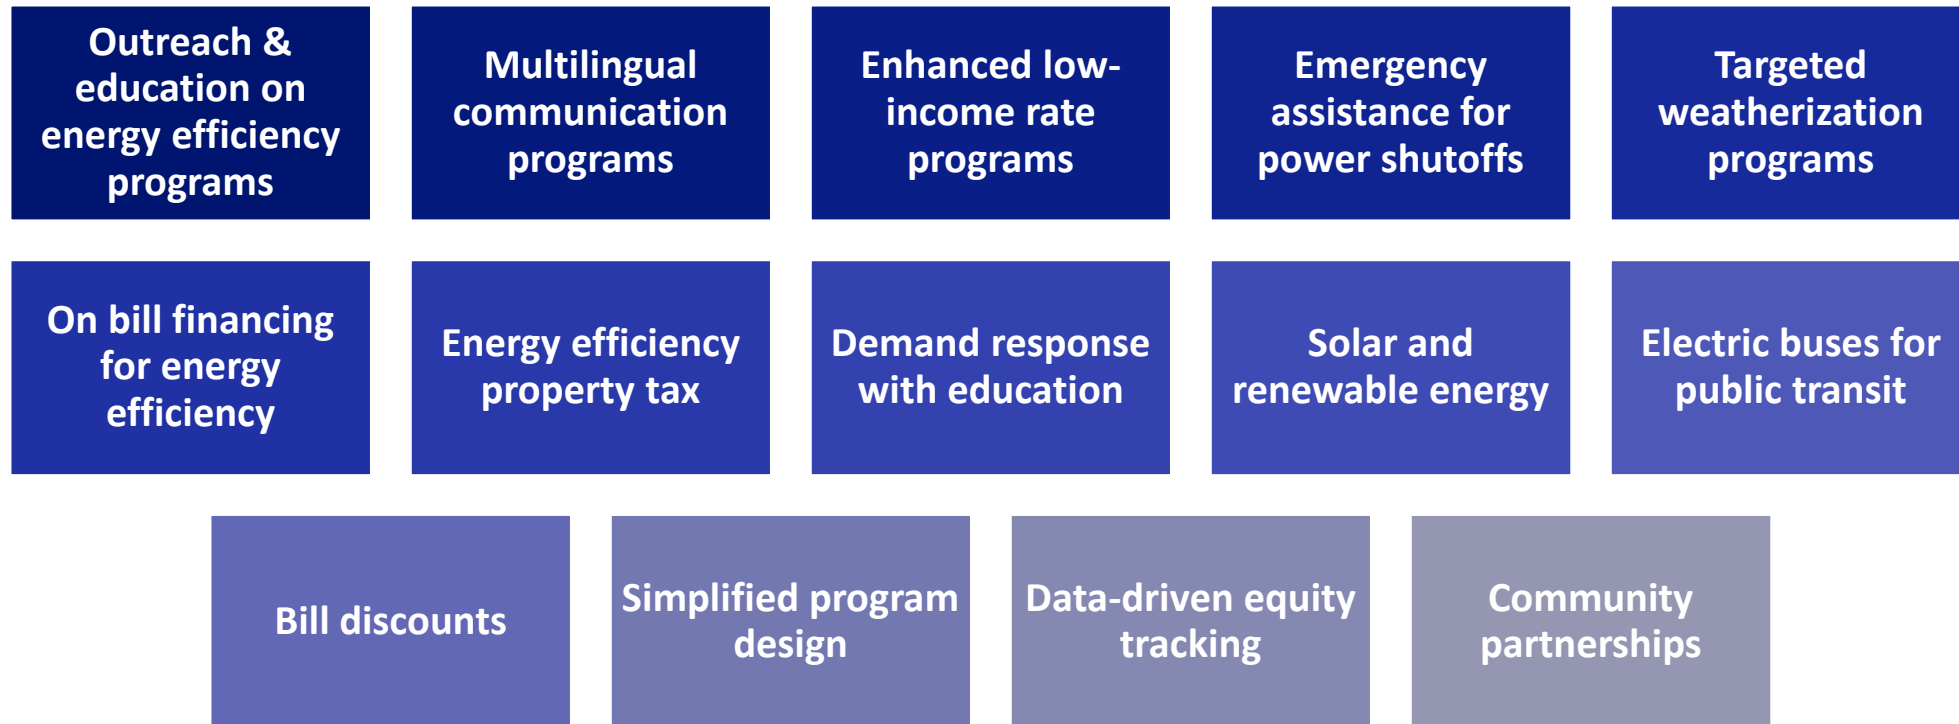 Outreach &
education on
energy efficiency
programs
Multilingual
communication
programs
Enhanced low-
income rate
programs
Emergency
assistance for
power shutoffs
Targeted
weatherization
programs
On bill financing
for energy
efficiency
Energy efficiency
property tax
Demand response
with education
Solar and
renewable energy
Electric buses for
public transit
Bill discounts
Simplified program
design
Data-driven equity
tracking
Community
partnerships